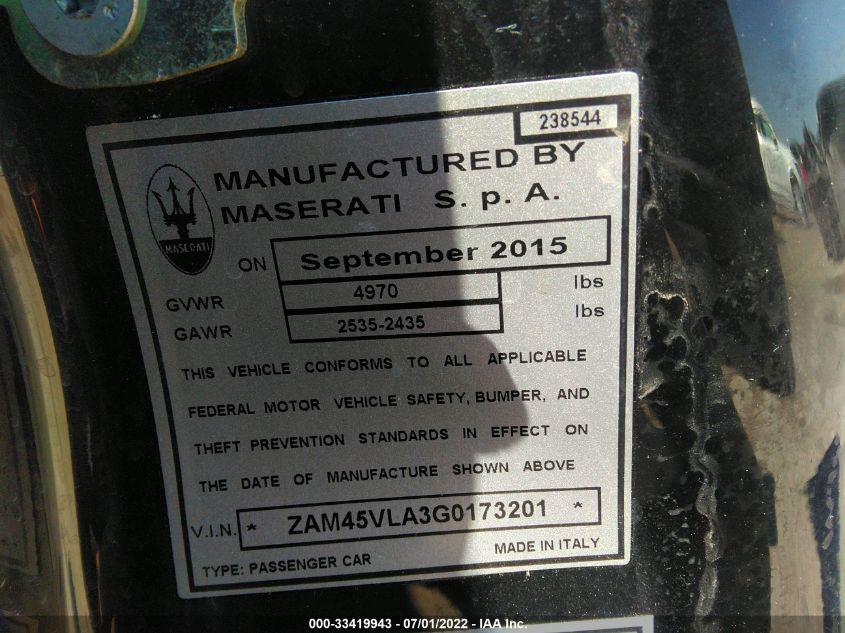 238544
MANUFACTURED BY
MASERATI S. p. A.
MASERATI
ON September 2015
GVWR 4970 lbs
GAWR 2535-2435 lbs
THIS VEHICLE CONFORMS TO ALL APPLICABLE
FEDERAL MOTOR VEHICLE SAFETY, BUMPER, AND
THEFT PREVENTION STANDARDS IN EFFECT ON
THE DATE OF MANUFACTURE SHOWN ABOVE
V.I.N. * ZAM45VLA3G0173201 *
TYPE: PASSENGER CAR MADE IN ITALY
000-33419943 - 07/01/2022 - IAA Inc.